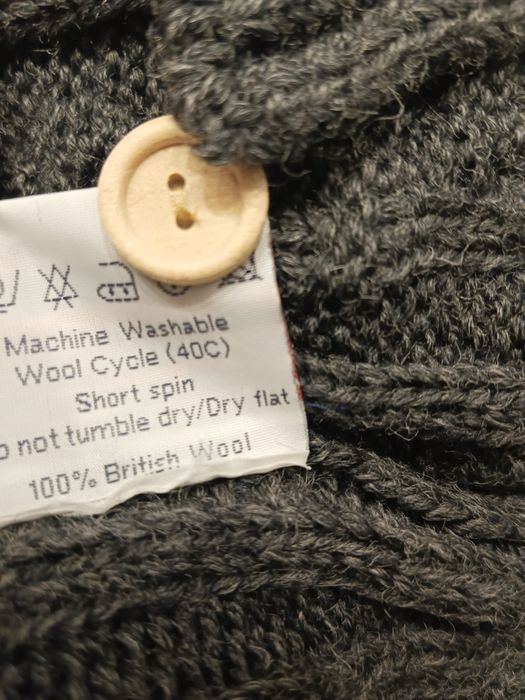 Machine Washable
Wool Cycle (40C)
Short spin
not tumble dry/Dry flat
100% British Wool